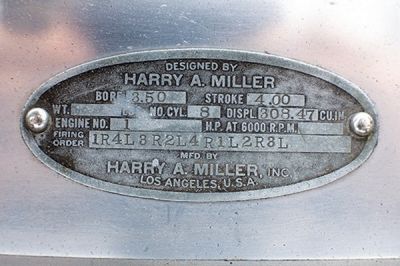 DESIGNED BY
HARRY A. MILLER
BORE 3.50 STROKE 4.00
WT. NO. CYL. 8 DISPL. 308.47 CU. IN.
ENGINE NO. 1 H.P. AT 6000 R.P.M.
FIRING ORDER 1R4L3R2L4R1L2R3L
MFD. BY
HARRY A. MILLER, INC.
LOS ANGELES, U.S.A.